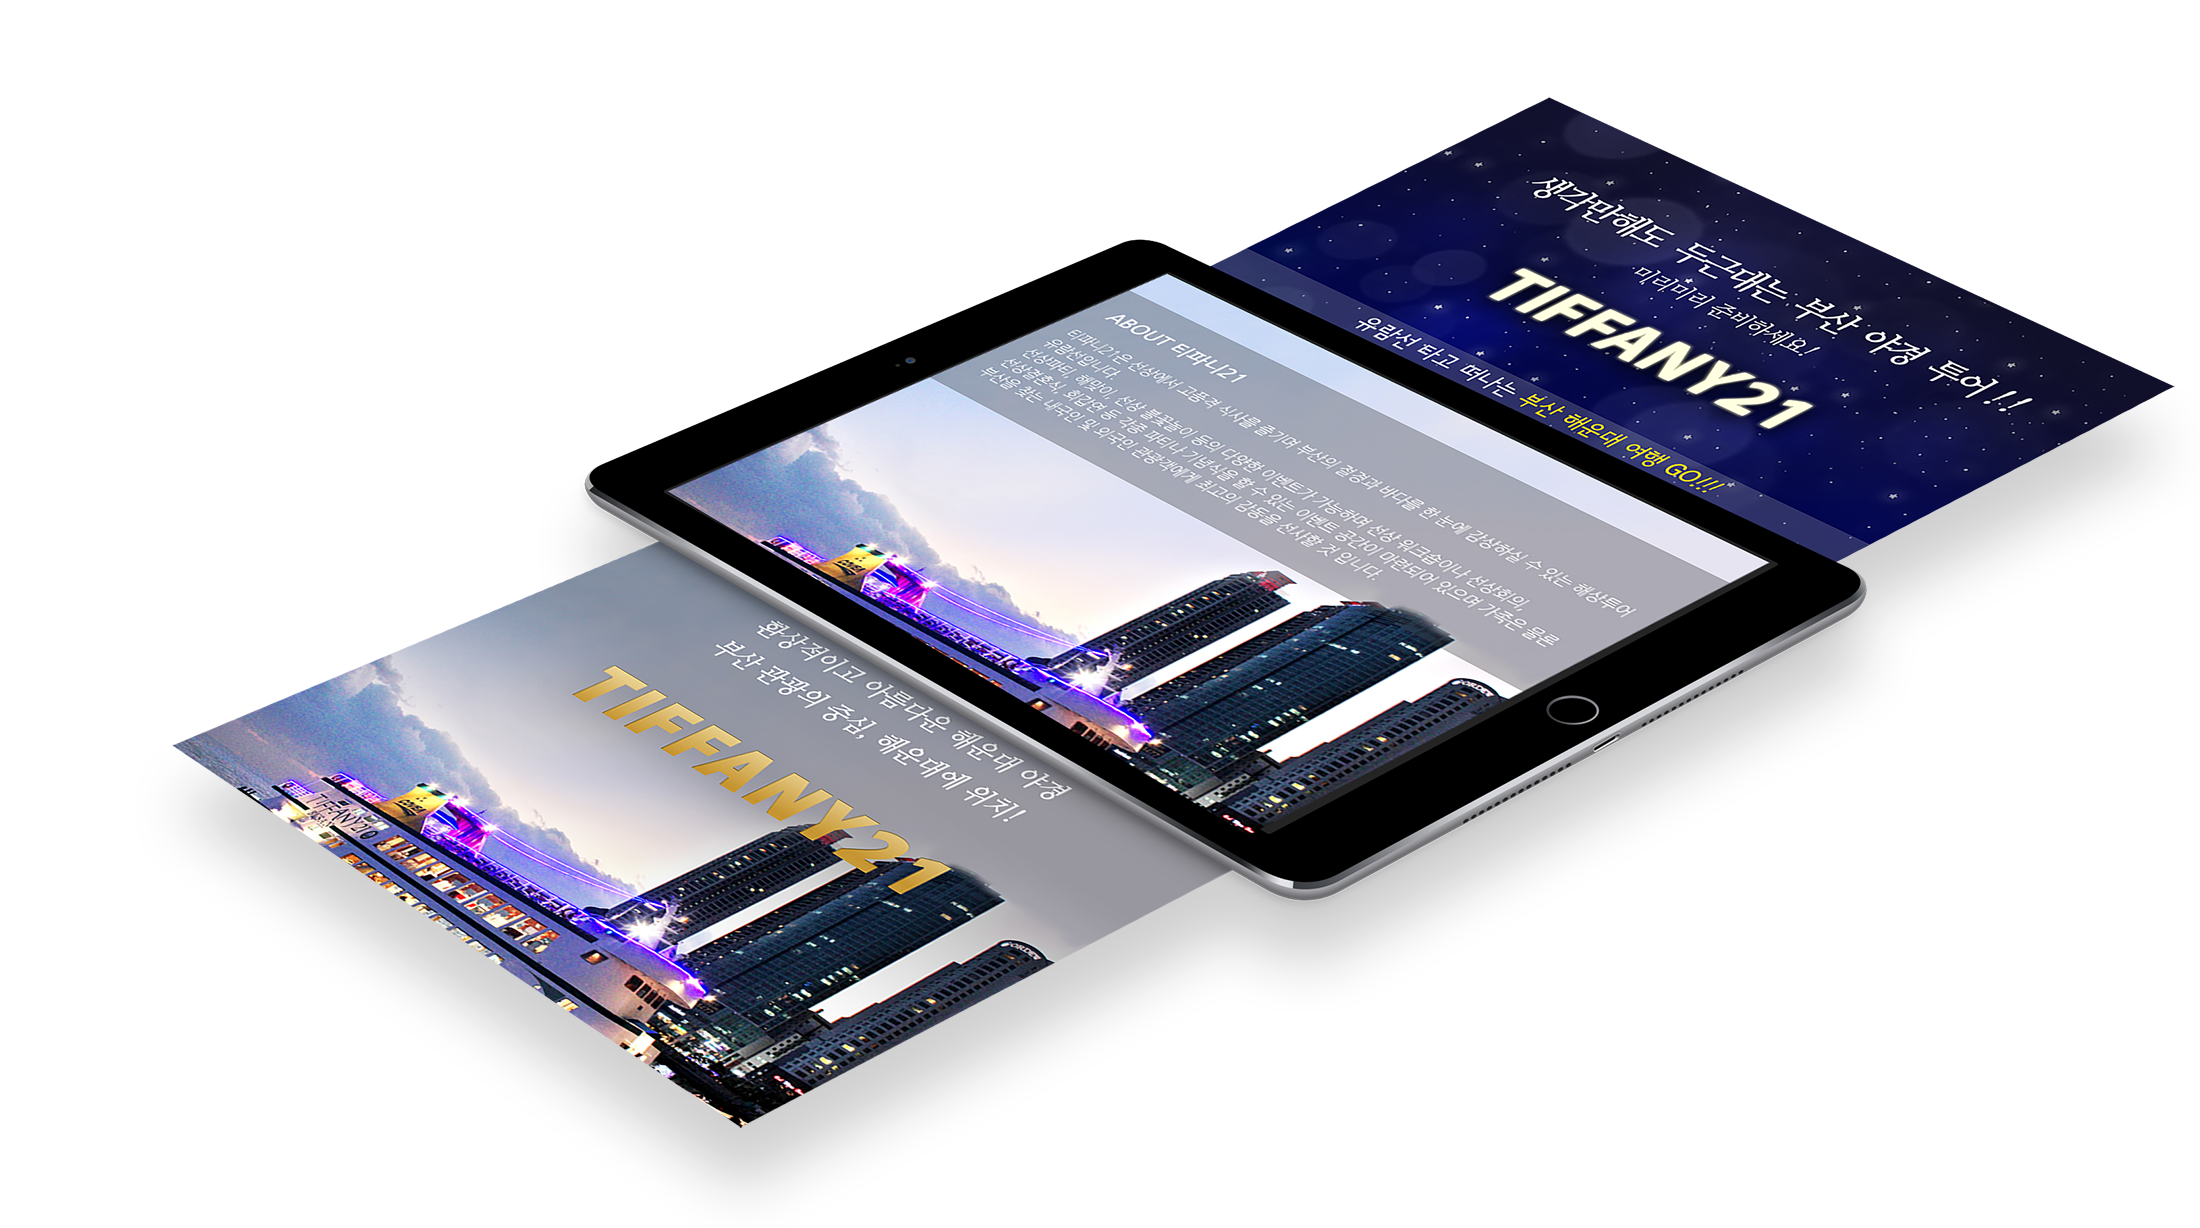 생각만해도 두근대는 부산 야경 투어 !!
미리미리 준비하세요!
TIFFANY21
유람선 타고 떠나는 부산 해운대 여행 GO!!!
ABOUT 티파니21
티파니21은 선상에서 고품격 식사를 즐기며 부산의 절경과 바다를 한 눈에 감상하실 수 있는 해상투어
유람선입니다.
선상파티, 해맞이, 선상 불꽃놀이 등의 다양한 이벤트가 가능하며 선상 워크숍이나 선상회의,
선상결혼식, 회갑연 등 각종 파티나 기념식을 할 수 있는 이벤트 공간이 마련되어 있으며 가족은 물론
부산을 찾는 내국인 및 외국인 관광객에게 최고의 감동을 선사할 것 입니다.
환상적이고 아름다운 해운대 야경
부산 관광의 중심, 해운대에 위치!
TIFFANY21
TIFFANY21